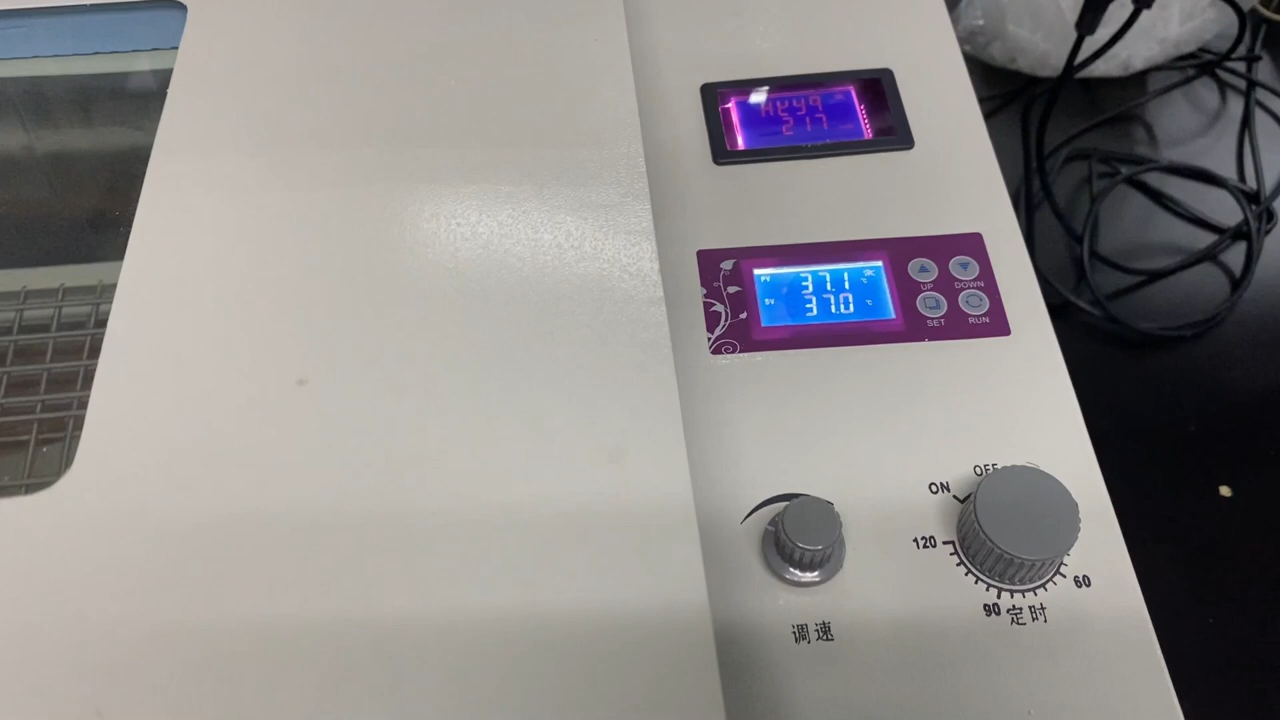 217
PV 37.1 ℃
SV 37.0 ℃
UP DOWN
SET RUN
OFF
ON
120
90
60
调速
定时